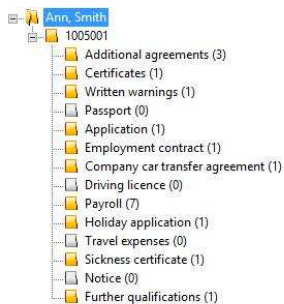 Ann, Smith
1005001
Additional agreements (3)
Certificates (1)
Written warnings (1)
Passport (0)
Application (1)
Employment contract (1)
Company car transfer agreement (1)
Driving licence (0)
Payroll (7)
Holiday application (1)
Travel expenses (0)
Sickness certificate (1)
Notice (0)
Further qualifications (1)